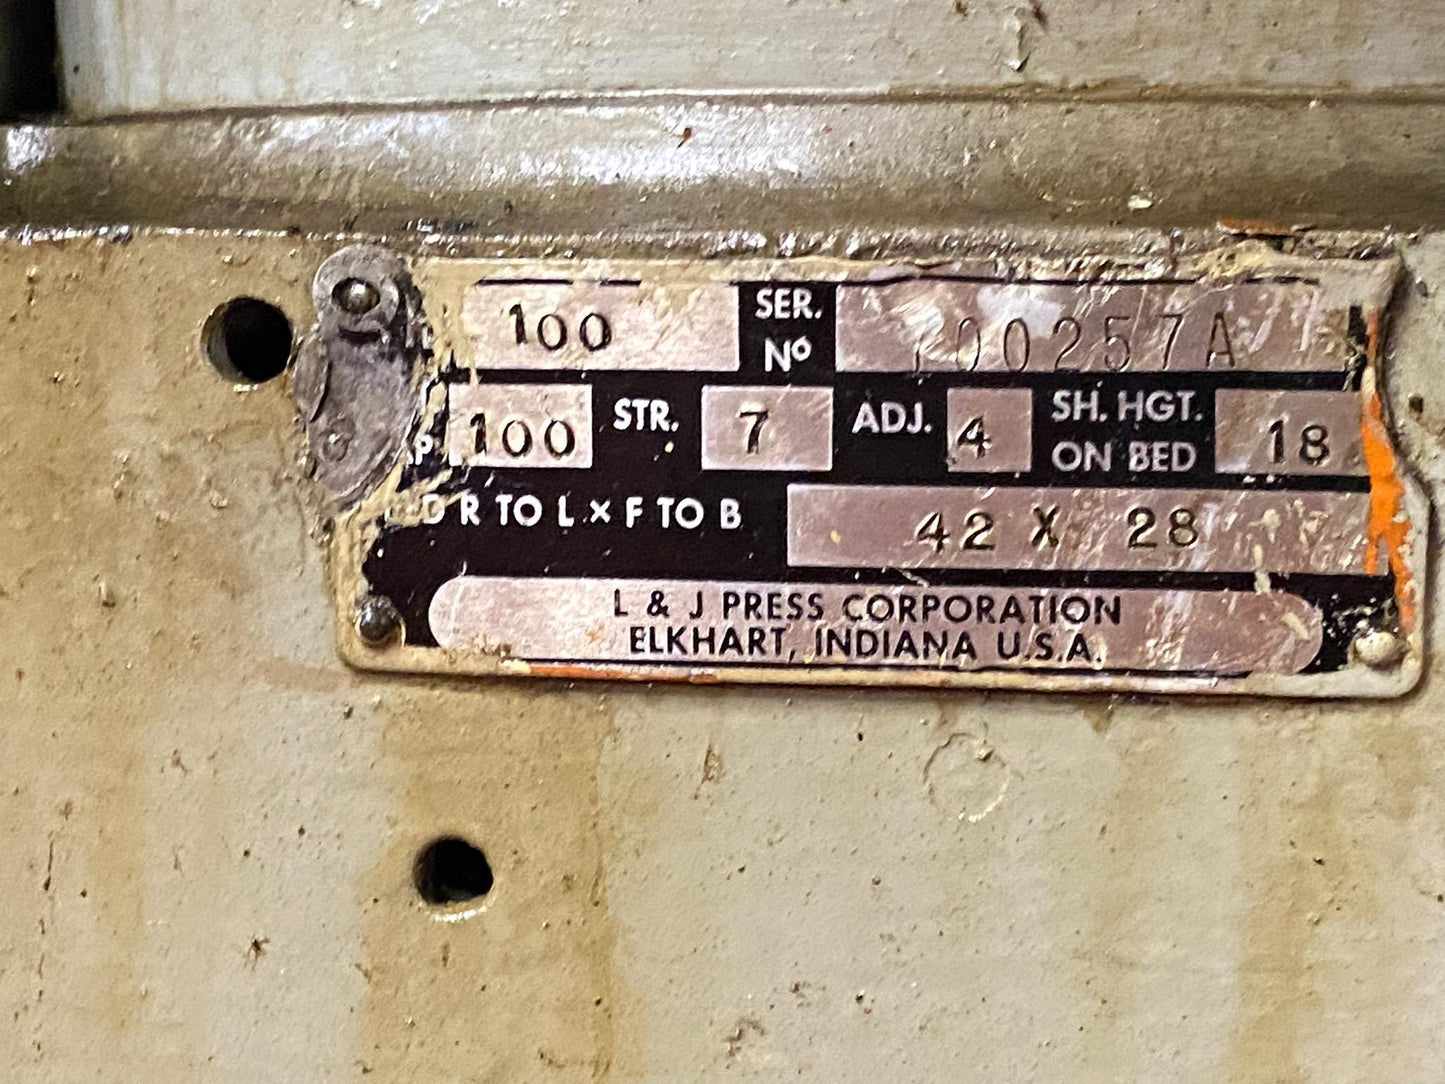 100 SER. Nº 100257A
100 STR. 7 ADJ. 4 SH. HGT. ON BED 18
R TO L × F TO B 42 X 28
L & J PRESS CORPORATION
ELKHART, INDIANA U.S.A.